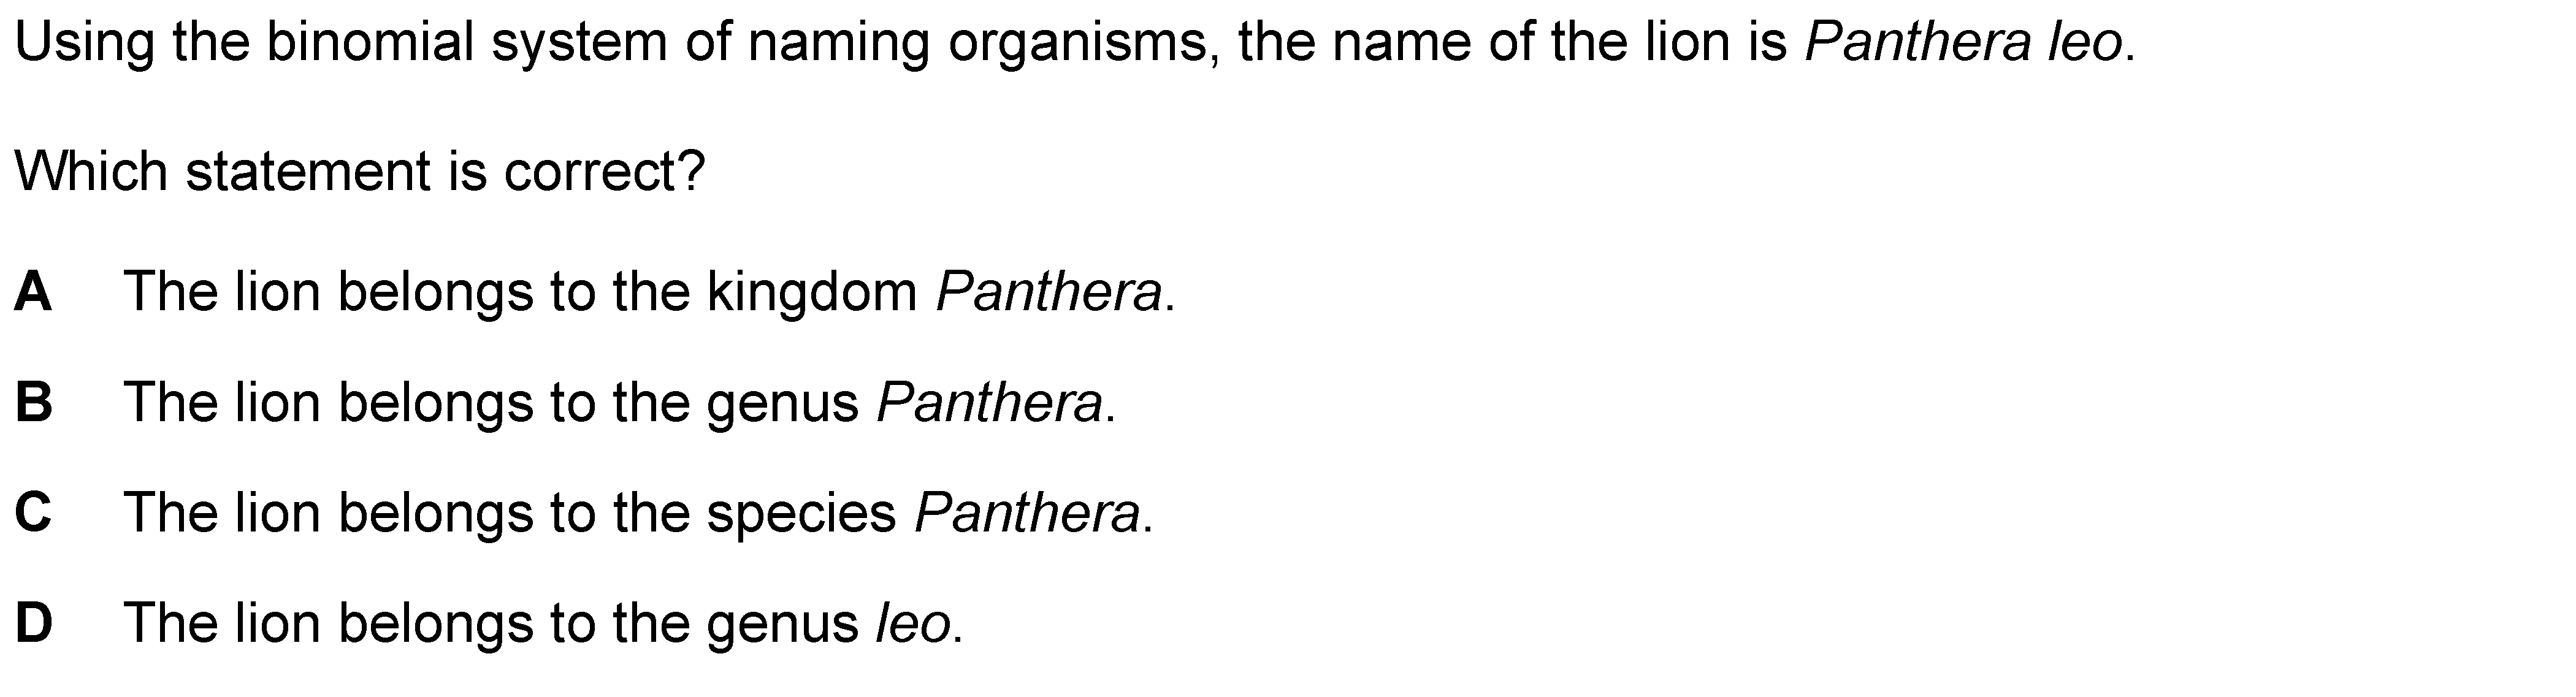 Using the binomial system of naming organisms, the name of the lion is Panthera leo.
Which statement is correct?
A The lion belongs to the kingdom Panthera.
B The lion belongs to the genus Panthera.
C The lion belongs to the species Panthera.
D The lion belongs to the genus leo.